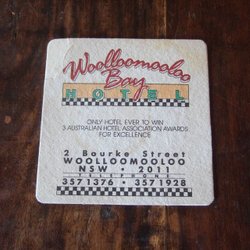 Woolloomooloo
Bay
HOTEL
ONLY HOTEL EVER TO WIN
3 AUSTRALIAN HOTEL ASSOCIATION AWARDS
FOR EXCELLENCE
2 Bourke Street
WOOLLOOMOOLOO
NSW • 2011
TELEPHONE
357 1376 • 357 1928